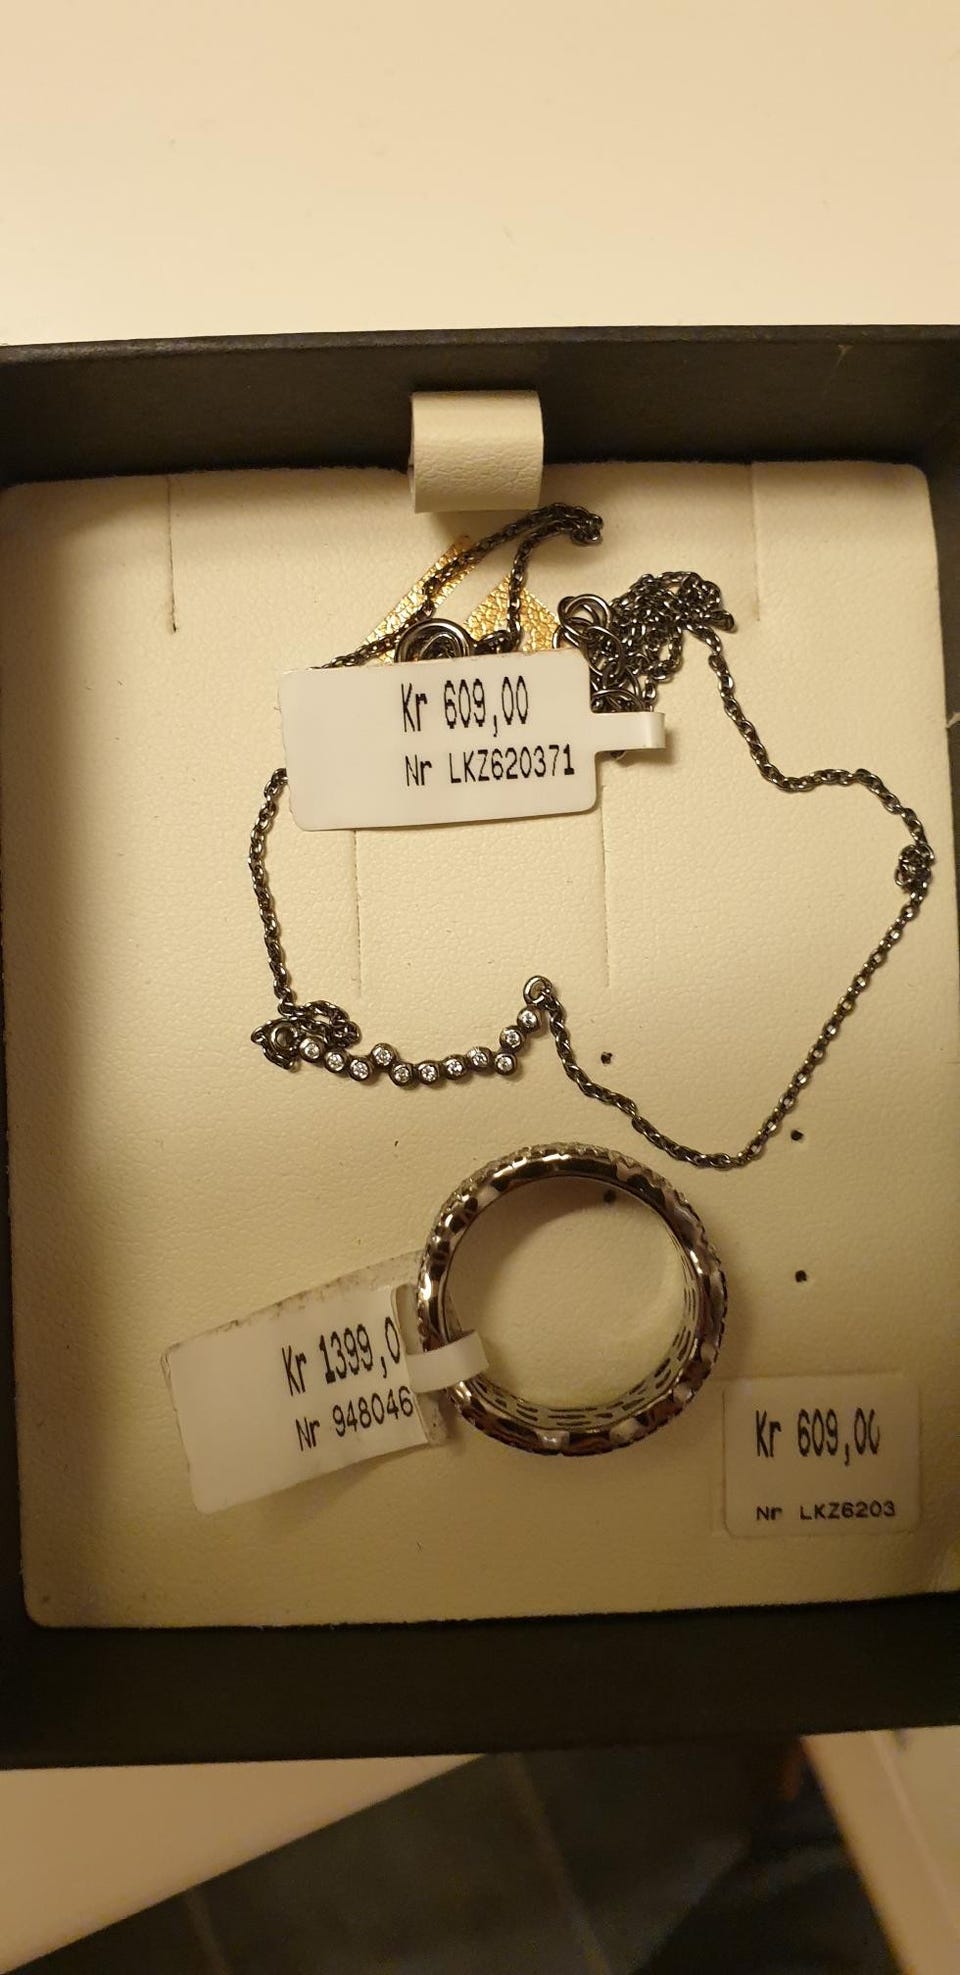 Kr 609,00
Nr LKZ620371
Kr 1399,0
Nr 948046
Kr 609,00
Nr LKZ6203